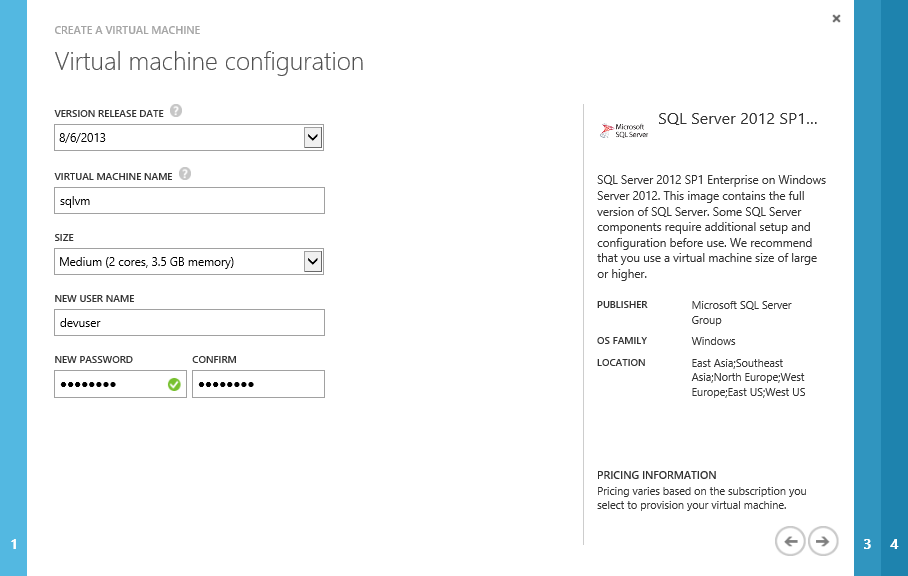 CREATE A VIRTUAL MACHINE
Virtual machine configuration
VERSION RELEASE DATE ?
8/6/2013
VIRTUAL MACHINE NAME ?
sqlvm
SIZE
Medium (2 cores, 3.5 GB memory)
NEW USER NAME
devuser
NEW PASSWORD CONFIRM
●●●●●●●● ●●●●●●●●
Microsoft
SQL Server
SQL Server 2012 SP1...
SQL Server 2012 SP1 Enterprise on Windows
Server 2012. This image contains the full
version of SQL Server. Some SQL Server
components require additional setup and
configuration before use. We recommend
that you use a virtual machine size of large
or higher.
PUBLISHER Microsoft SQL Server
Group
OS FAMILY Windows
LOCATION East Asia;Southeast
Asia;North Europe;West
Europe;East US;West US
PRICING INFORMATION
Pricing varies based on the subscription you
select to provision your virtual machine.
1
3 4